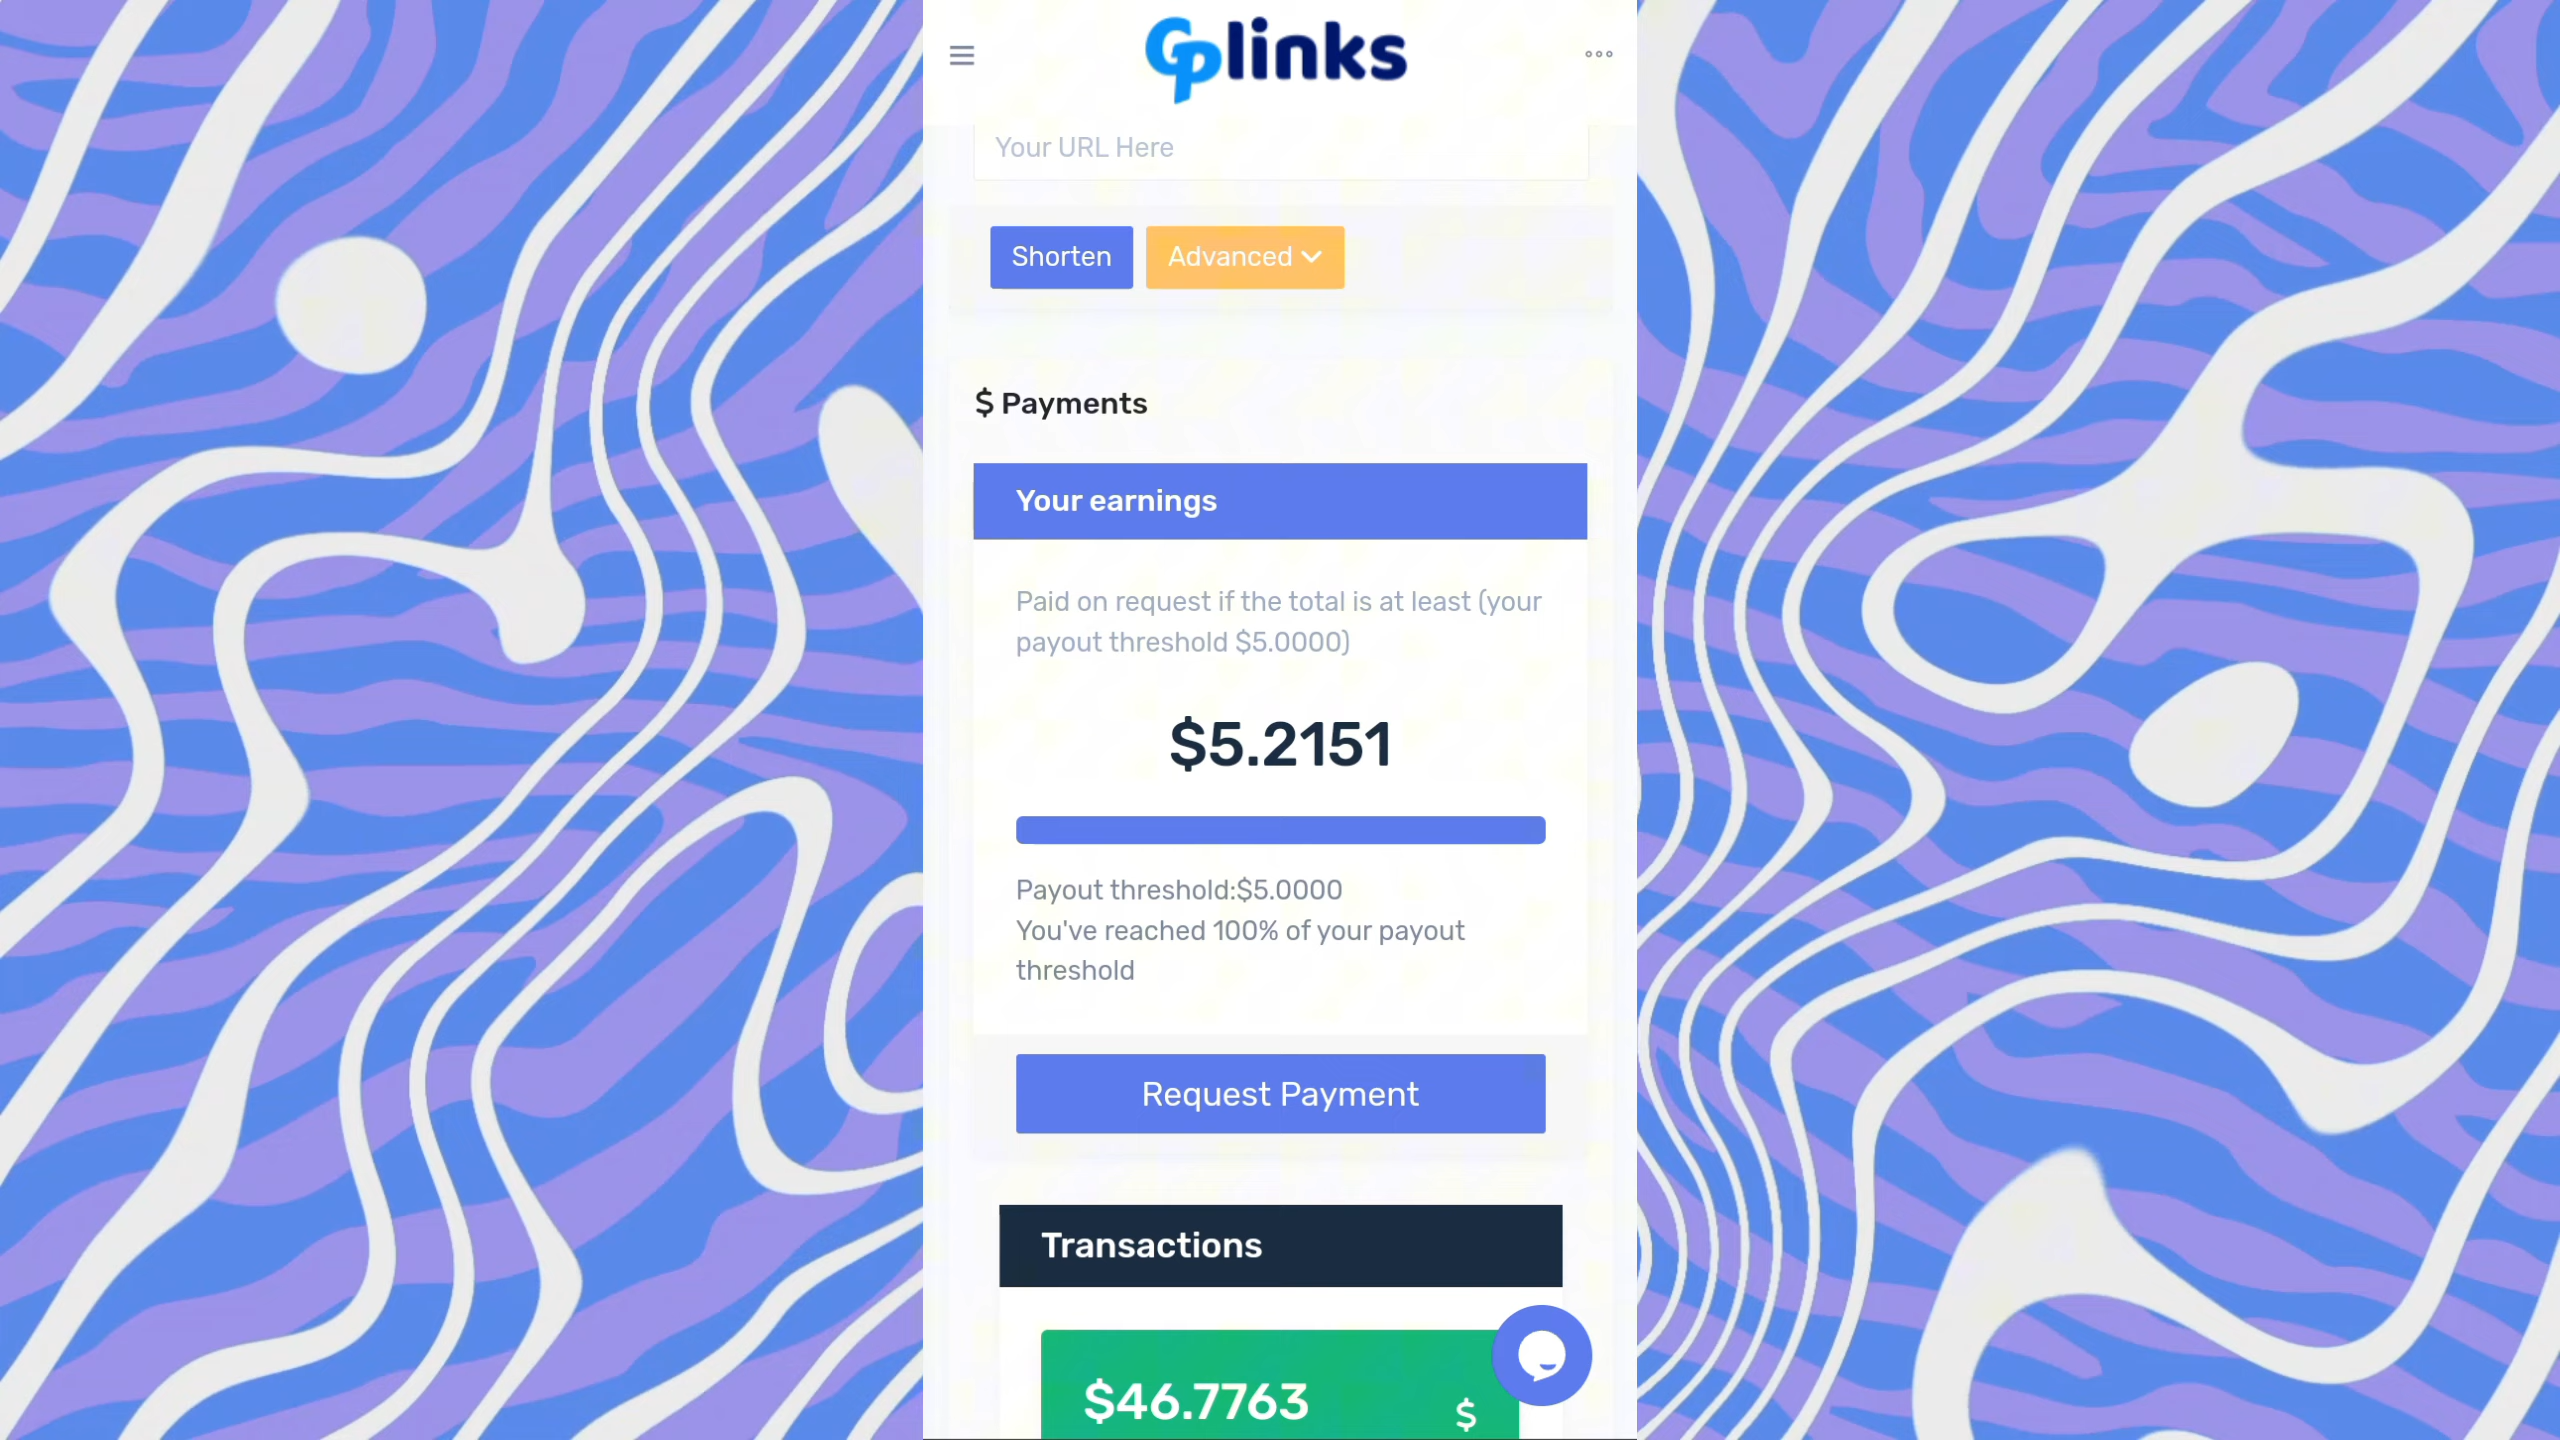 GPlinks
Your URL Here
Shorten
Advanced
$ Payments
Your earnings
Paid on request if the total is at least (your
payout threshold $5.0000)
$5.2151
Payout threshold:$5.0000
You've reached 100% of your payout
threshold
Request Payment
Transactions
$46.7763
$